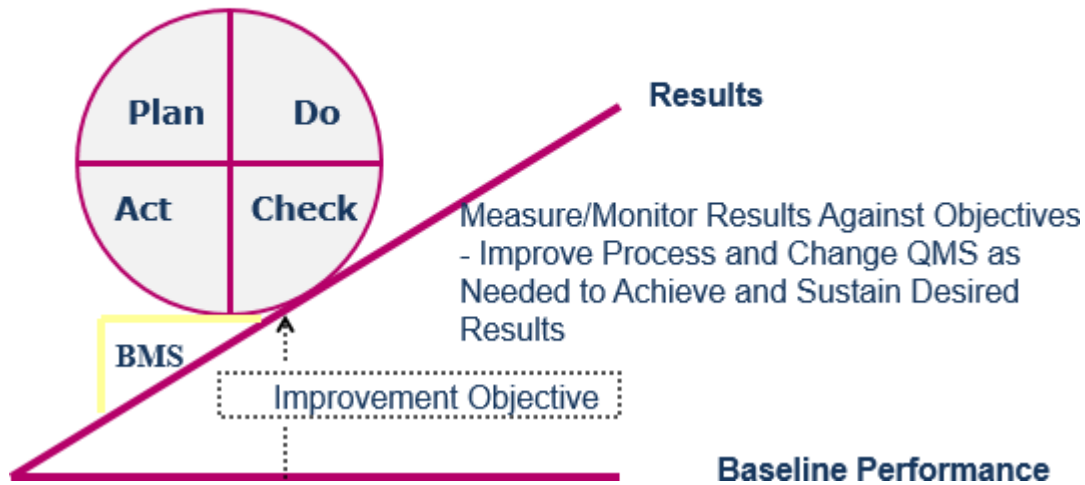 Plan
Do
Results
Act
Check
Measure/Monitor Results Against Objectives
- Improve Process and Change QMS as
Needed to Achieve and Sustain Desired
Results
BMS
Improvement Objective
Baseline Performance